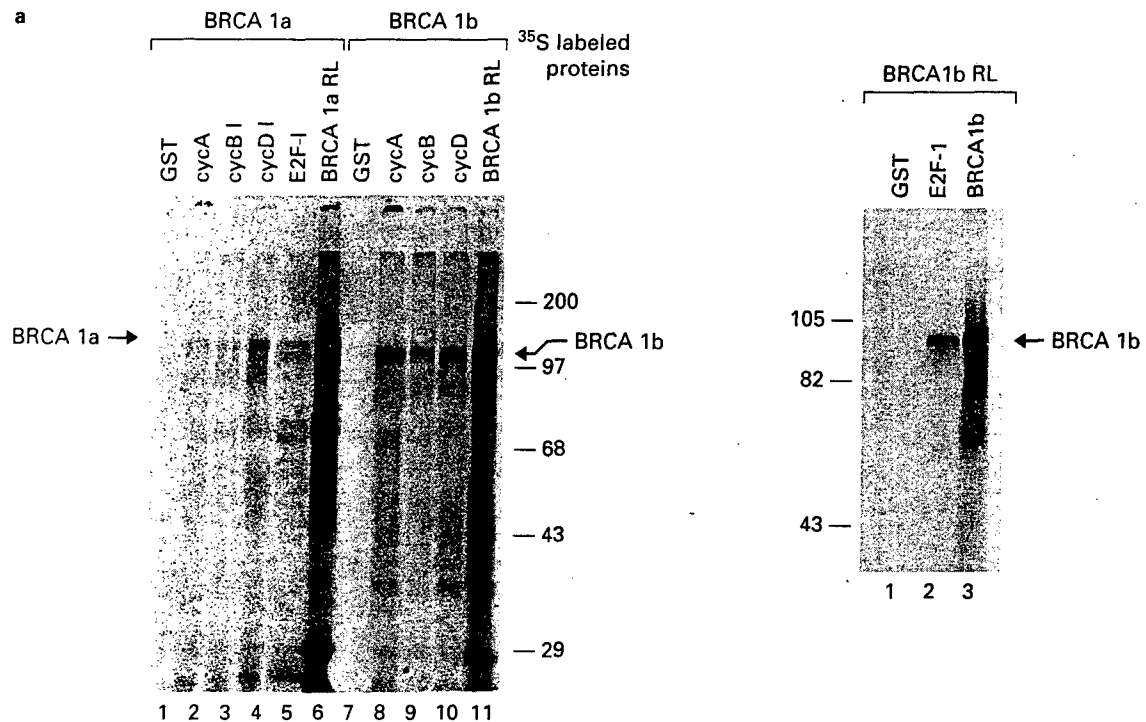 a
BRCA 1a
BRCA 1b
35S labeled
proteins
GST
cycA
cycB I
cycD I
E2F-I
BRCA 1a RL
GST
cycA
cycB
cycD
BRCA 1b RL
BRCA 1a
200
BRCA 1b
97
68
43
29
1 2 3 4 5 6 7 8 9 10 11
BRCA1b RL
GST
E2F-1
BRCA1b
105
BRCA 1b
82
43
1 2 3